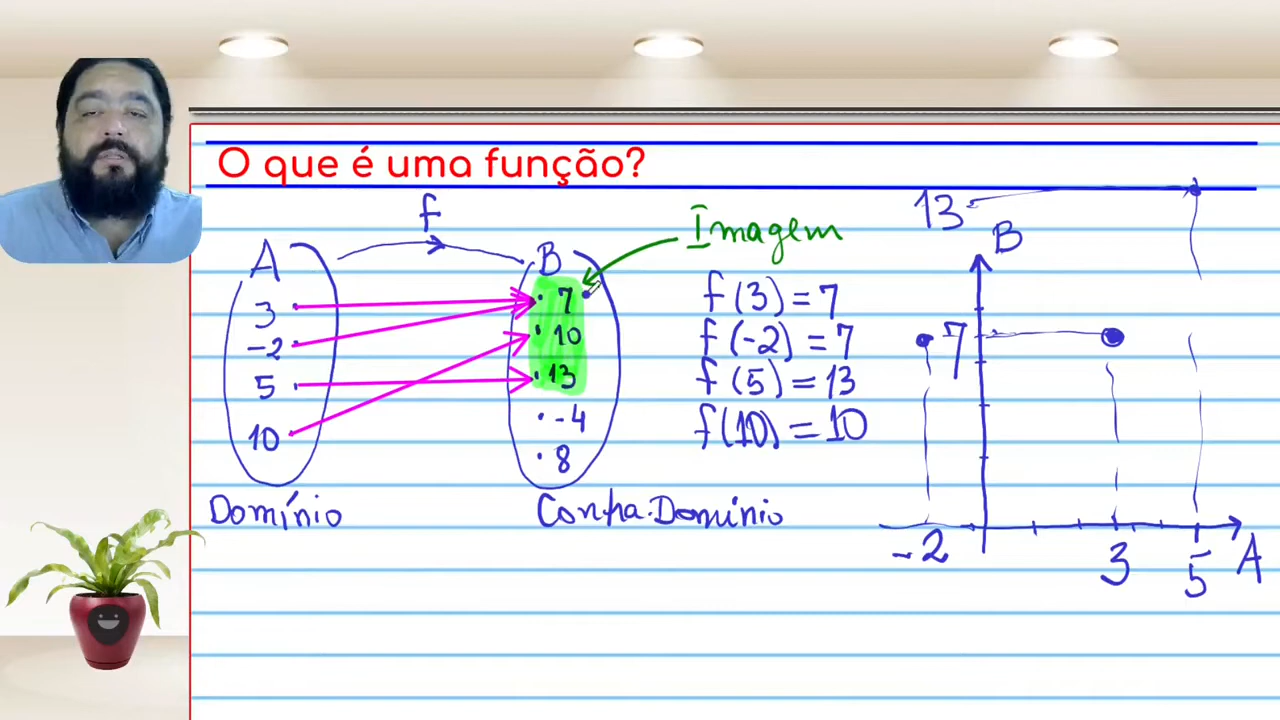 O que é uma função?
f
A
3
-2
5
10
Domínio
B
7
10
13
-4
8
Contra-Domínio
Imagem
f(3) = 7
f(-2) = 7
f(5) = 13
f(10) = 10
13
B
7
-2
3
5
A